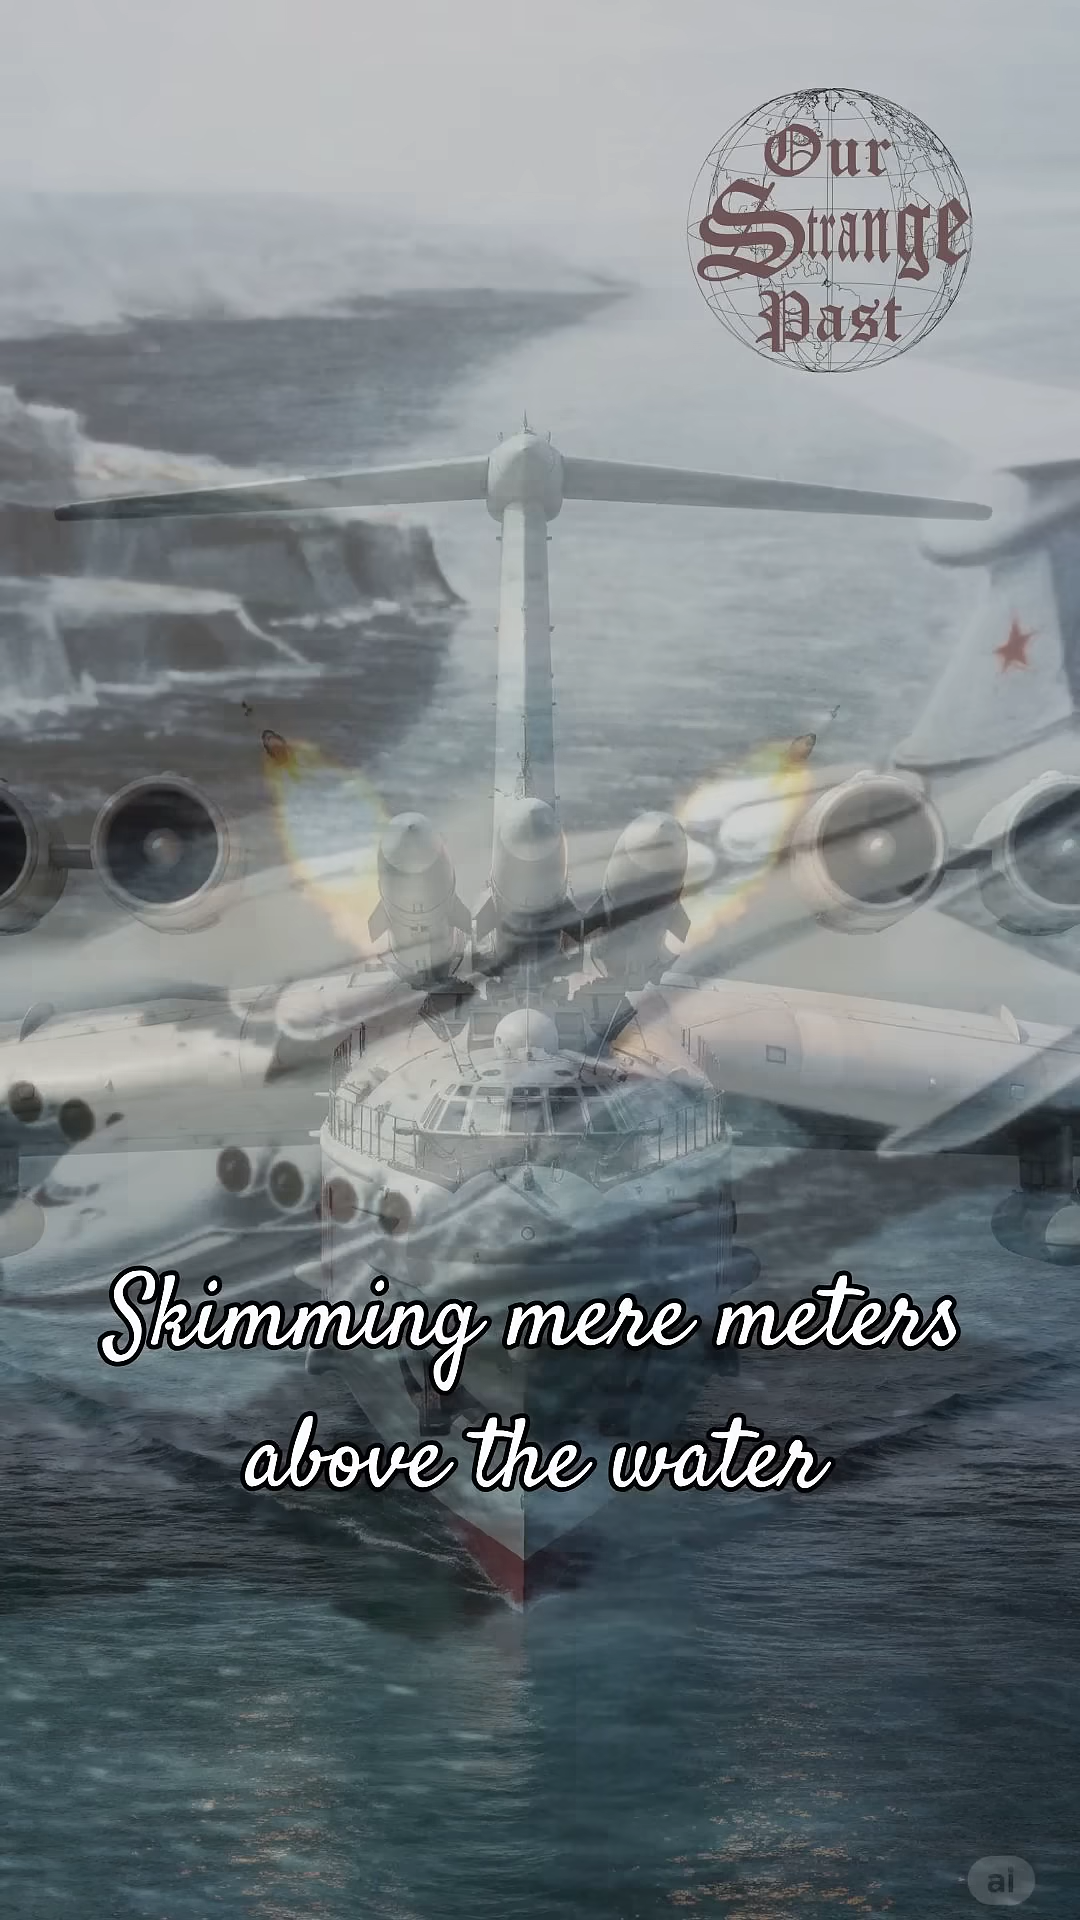 Our
Strange
Past
Skimming mere meters
above the water
ai